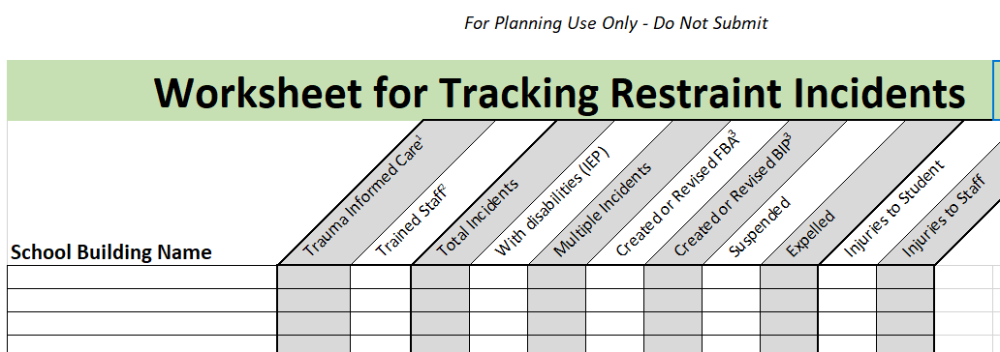 For Planning Use Only - Do Not Submit
Worksheet for Tracking Restraint Incidents
School Building Name
Trauma Informed Care¹
Trained Staff²
Total Incidents
With disabilities (IEP)
Multiple Incidents
Created or Revised FBA³
Created or Revised BIP³
Suspended
Expelled
Injuries to Student
Injuries to Staff